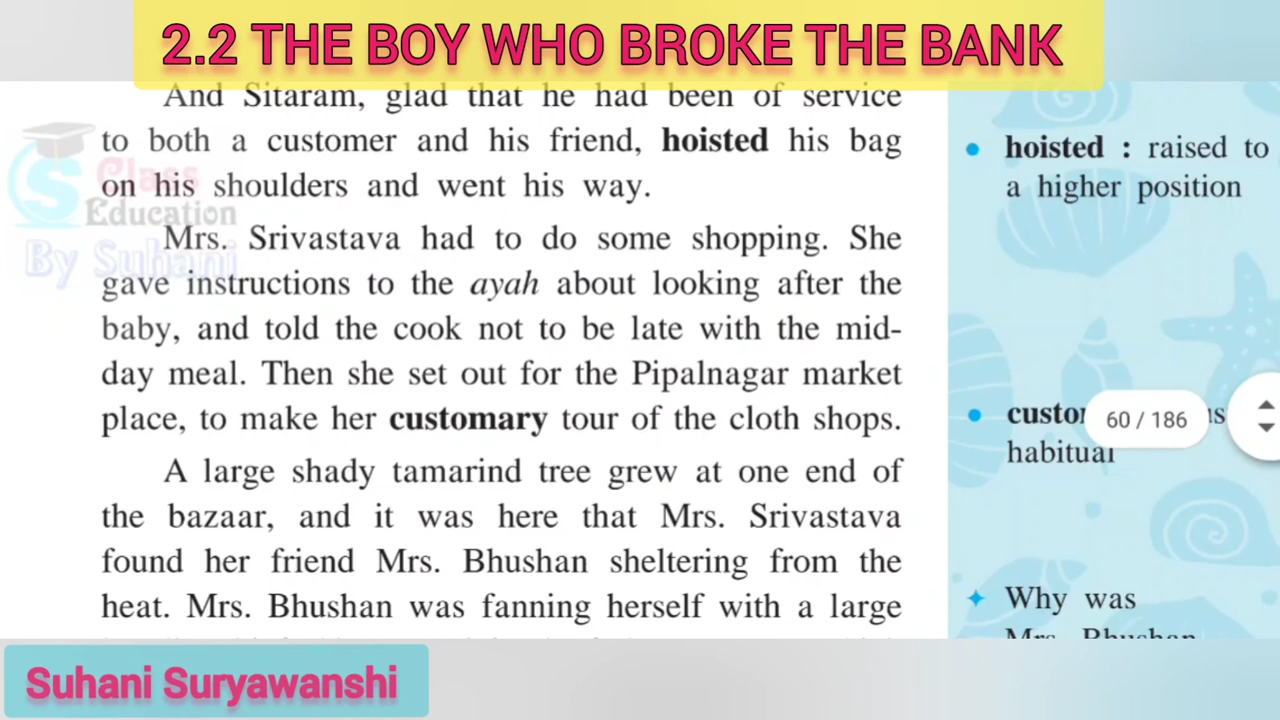 2.2 THE BOY WHO BROKE THE BANK
And Sitaram, glad that he had been of service
to both a customer and his friend, hoisted his bag
on his shoulders and went his way.
Mrs. Srivastava had to do some shopping. She
gave instructions to the ayah about looking after the
baby, and told the cook not to be late with the mid-
day meal. Then she set out for the Pipalnagar market
place, to make her customary tour of the cloth shops.
A large shady tamarind tree grew at one end of
the bazaar, and it was here that Mrs. Srivastava
found her friend Mrs. Bhushan sheltering from the
heat. Mrs. Bhushan was fanning herself with a large
hoisted : raised to
a higher position
60 / 186
habitual
Why was
Mrs. Bhushan
S
Class
Education
By Suhani
Suhani Suryawanshi